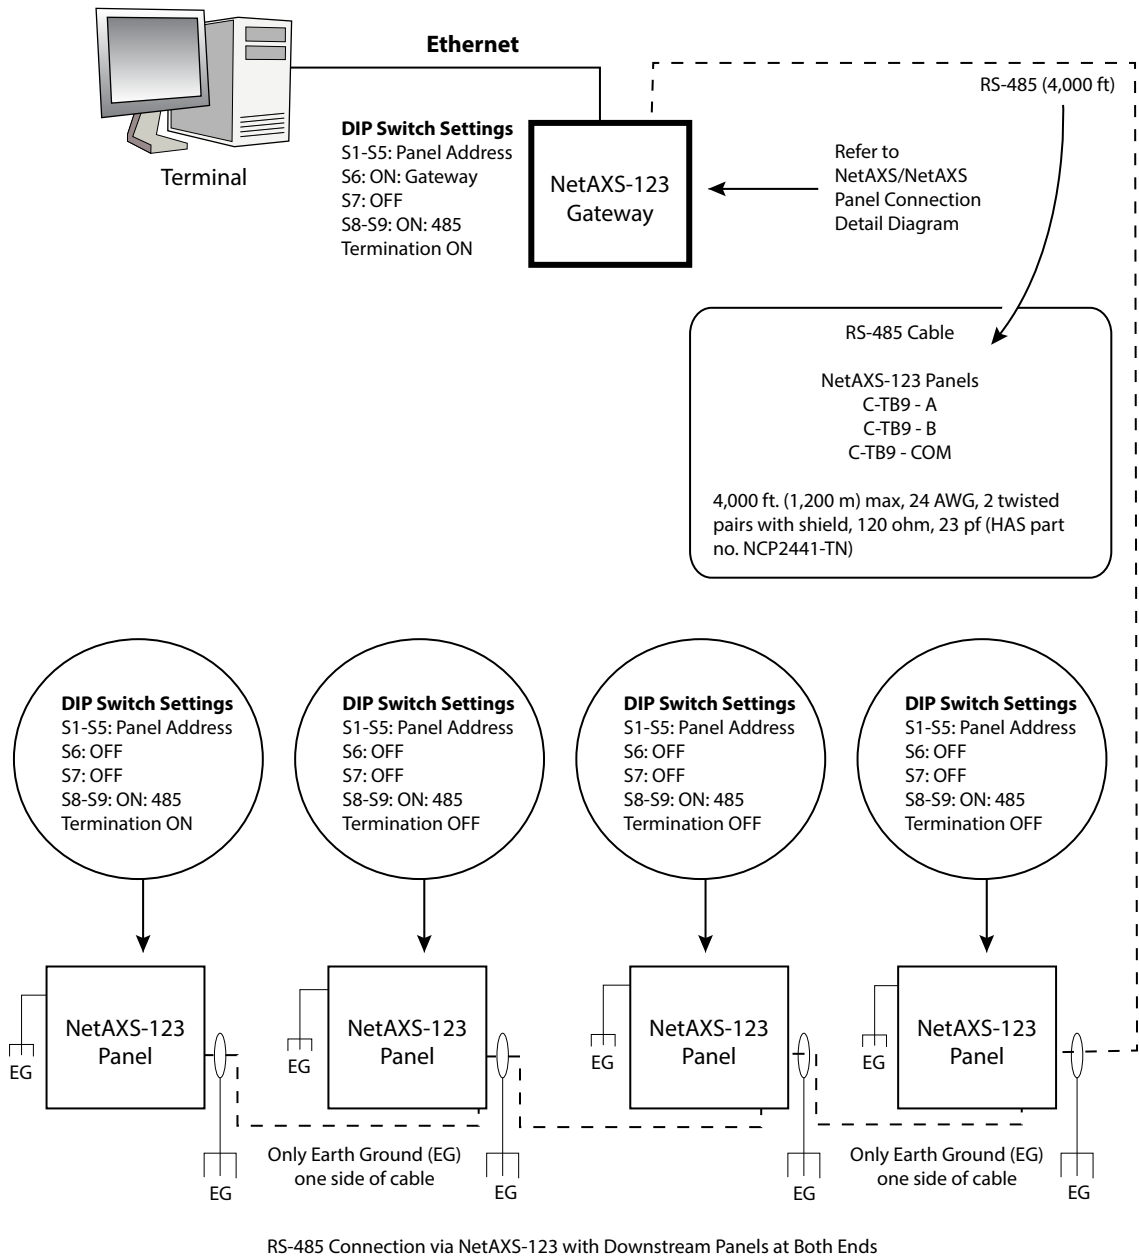 Ethernet
RS-485 (4,000 ft)
Terminal
DIP Switch Settings
S1-S5: Panel Address
S6: ON: Gateway
S7: OFF
S8-S9: ON: 485
Termination ON
NetAXS-123
Gateway
Refer to
NetAXS/NetAXS
Panel Connection
Detail Diagram
RS-485 Cable
NetAXS-123 Panels
C-TB9 - A
C-TB9 - B
C-TB9 - COM
4,000 ft. (1,200 m) max, 24 AWG, 2 twisted
pairs with shield, 120 ohm, 23 pf (HAS part
no. NCP2441-TN)
DIP Switch Settings
S1-S5: Panel Address
S6: OFF
S7: OFF
S8-S9: ON: 485
Termination ON
DIP Switch Settings
S1-S5: Panel Address
S6: OFF
S7: OFF
S8-S9: ON: 485
Termination OFF
DIP Switch Settings
S1-S5: Panel Address
S6: OFF
S7: OFF
S8-S9: ON: 485
Termination OFF
DIP Switch Settings
S1-S5: Panel Address
S6: OFF
S7: OFF
S8-S9: ON: 485
Termination OFF
NetAXS-123
Panel
EG
EG
NetAXS-123
Panel
EG
EG
NetAXS-123
Panel
EG
EG
NetAXS-123
Panel
EG
EG
Only Earth Ground (EG)
one side of cable
Only Earth Ground (EG)
one side of cable
RS-485 Connection via NetAXS-123 with Downstream Panels at Both Ends